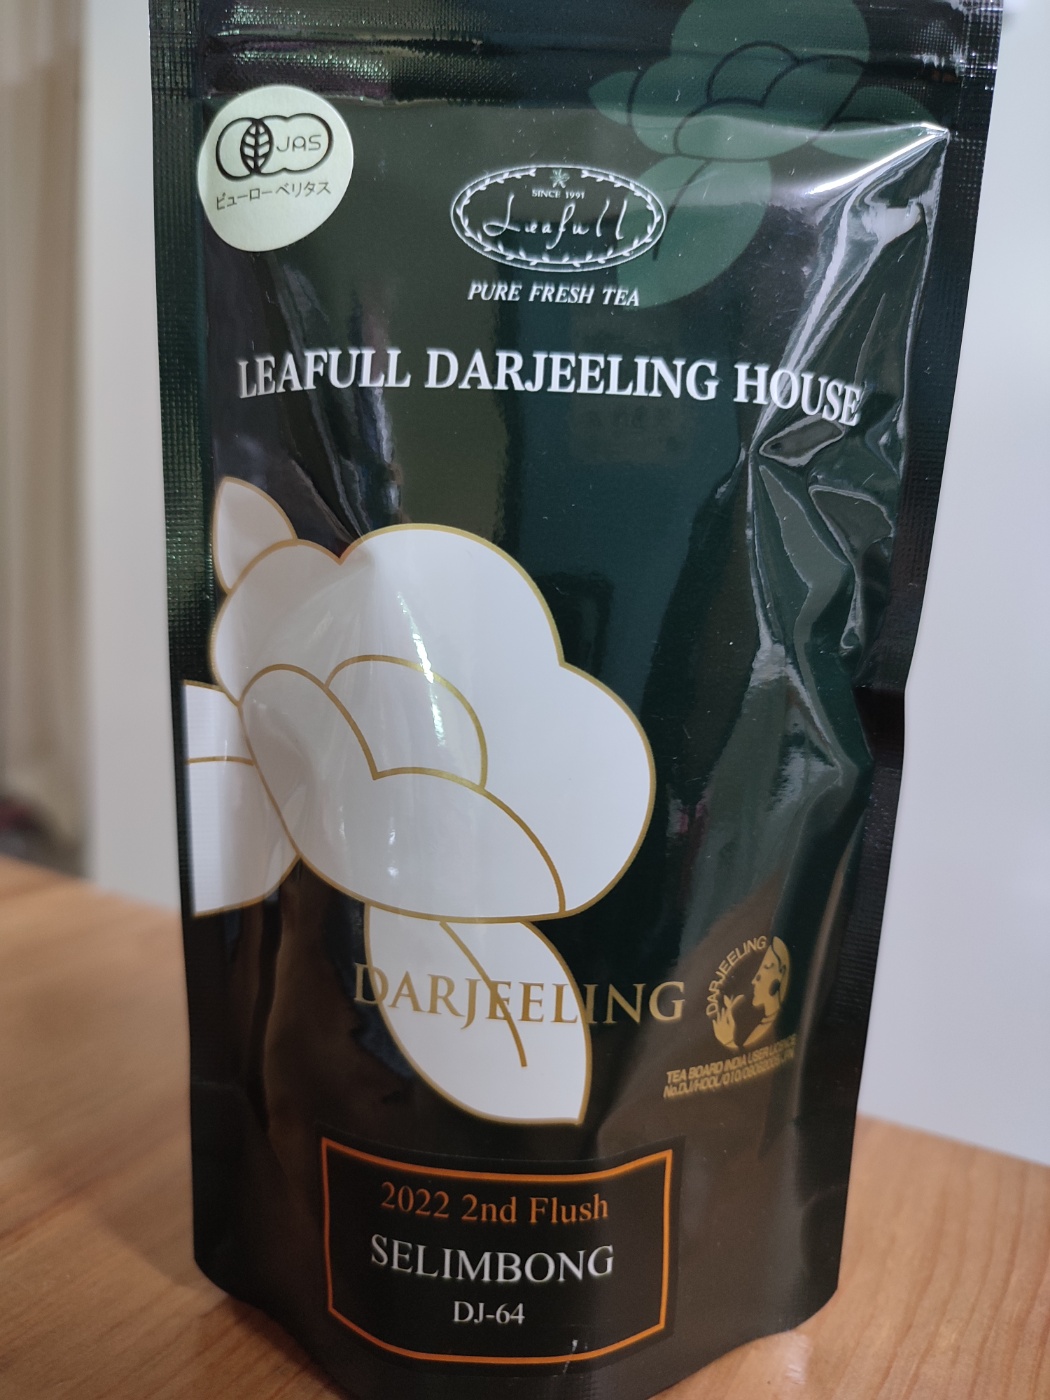 JAS
ビューローベリタス
SINCE 1991
Leafull
PURE FRESH TEA
LEAFULL DARJEELING HOUSE
DARJEELING
DARJEELING
TEA BOARD INDIA USER LICENCE
2022 2nd Flush
SELIMBONG
DJ-64